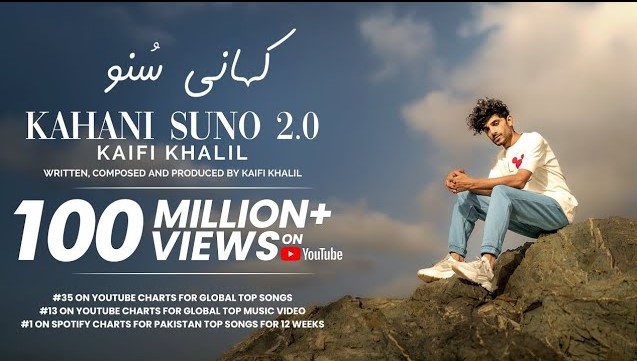 کہانی سُنو
KAHANI SUNO 2.0
KAIFI KHALIL
WRITTEN, COMPOSED AND PRODUCED BY KAIFI KHALIL
100 MILLION+
VIEWS ON YouTube
#35 ON YOUTUBE CHARTS FOR GLOBAL TOP SONGS
#13 ON YOUTUBE CHARTS FOR GLOBAL TOP MUSIC VIDEO
#1 ON SPOTIFY CHARTS FOR PAKISTAN TOP SONGS FOR 12 WEEKS